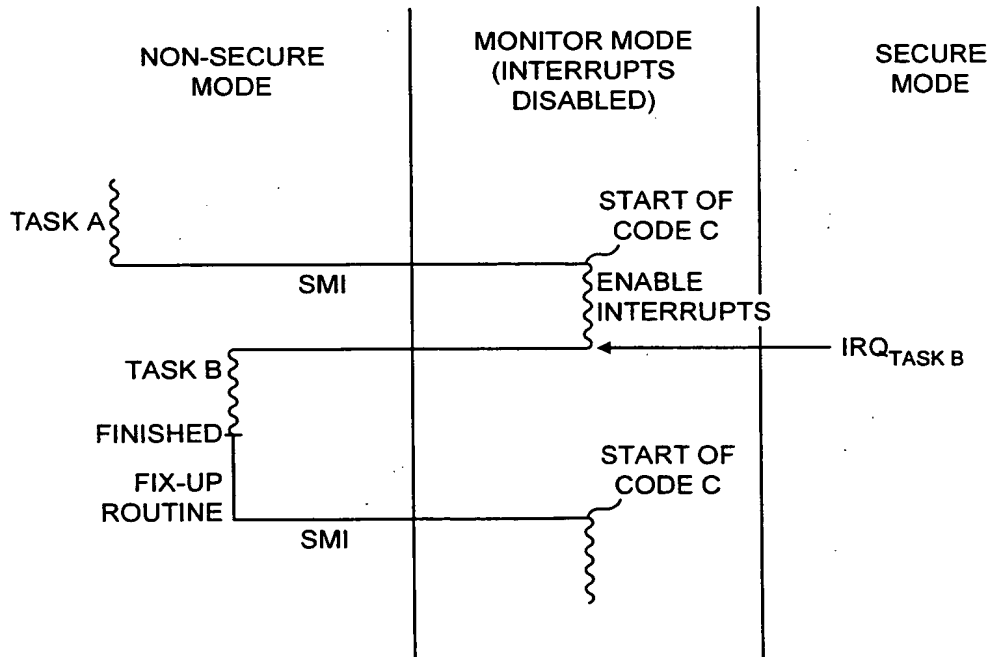 NON-SECURE
MODE
MONITOR MODE
(INTERRUPTS
DISABLED)
SECURE
MODE
TASK A
START OF
CODE C
SMI
ENABLE
INTERRUPTS
IRQTASK B
TASK B
FINISHED
FIX-UP
ROUTINE
START OF
CODE C
SMI